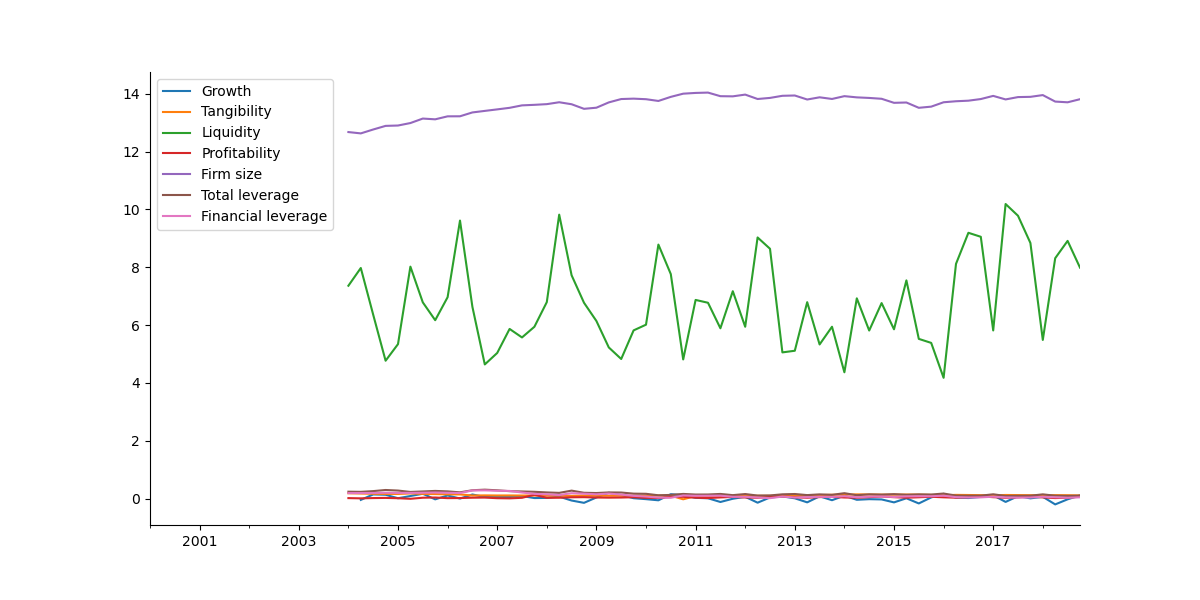 Growth
Tangibility
Liquidity
Profitability
Firm size
Total leverage
Financial leverage
14
12
10
8
6
4
2
0
2001 2003 2005 2007 2009 2011 2013 2015 2017